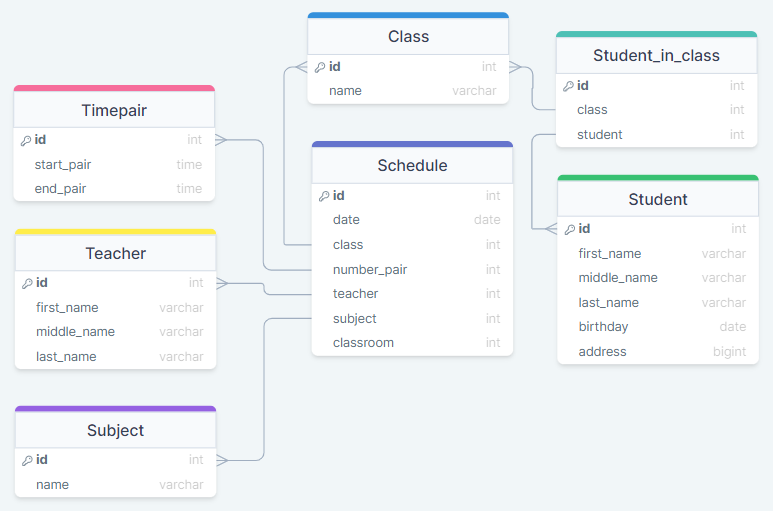 Class
id int
name varchar
Student_in_class
id int
class int
student int
Timepair
id int
start_pair time
end_pair time
Schedule
id int
date date
class int
number_pair int
teacher int
subject int
classroom int
Student
id int
first_name varchar
middle_name varchar
last_name varchar
birthday date
address bigint
Teacher
id int
first_name varchar
middle_name varchar
last_name varchar
Subject
id int
name varchar